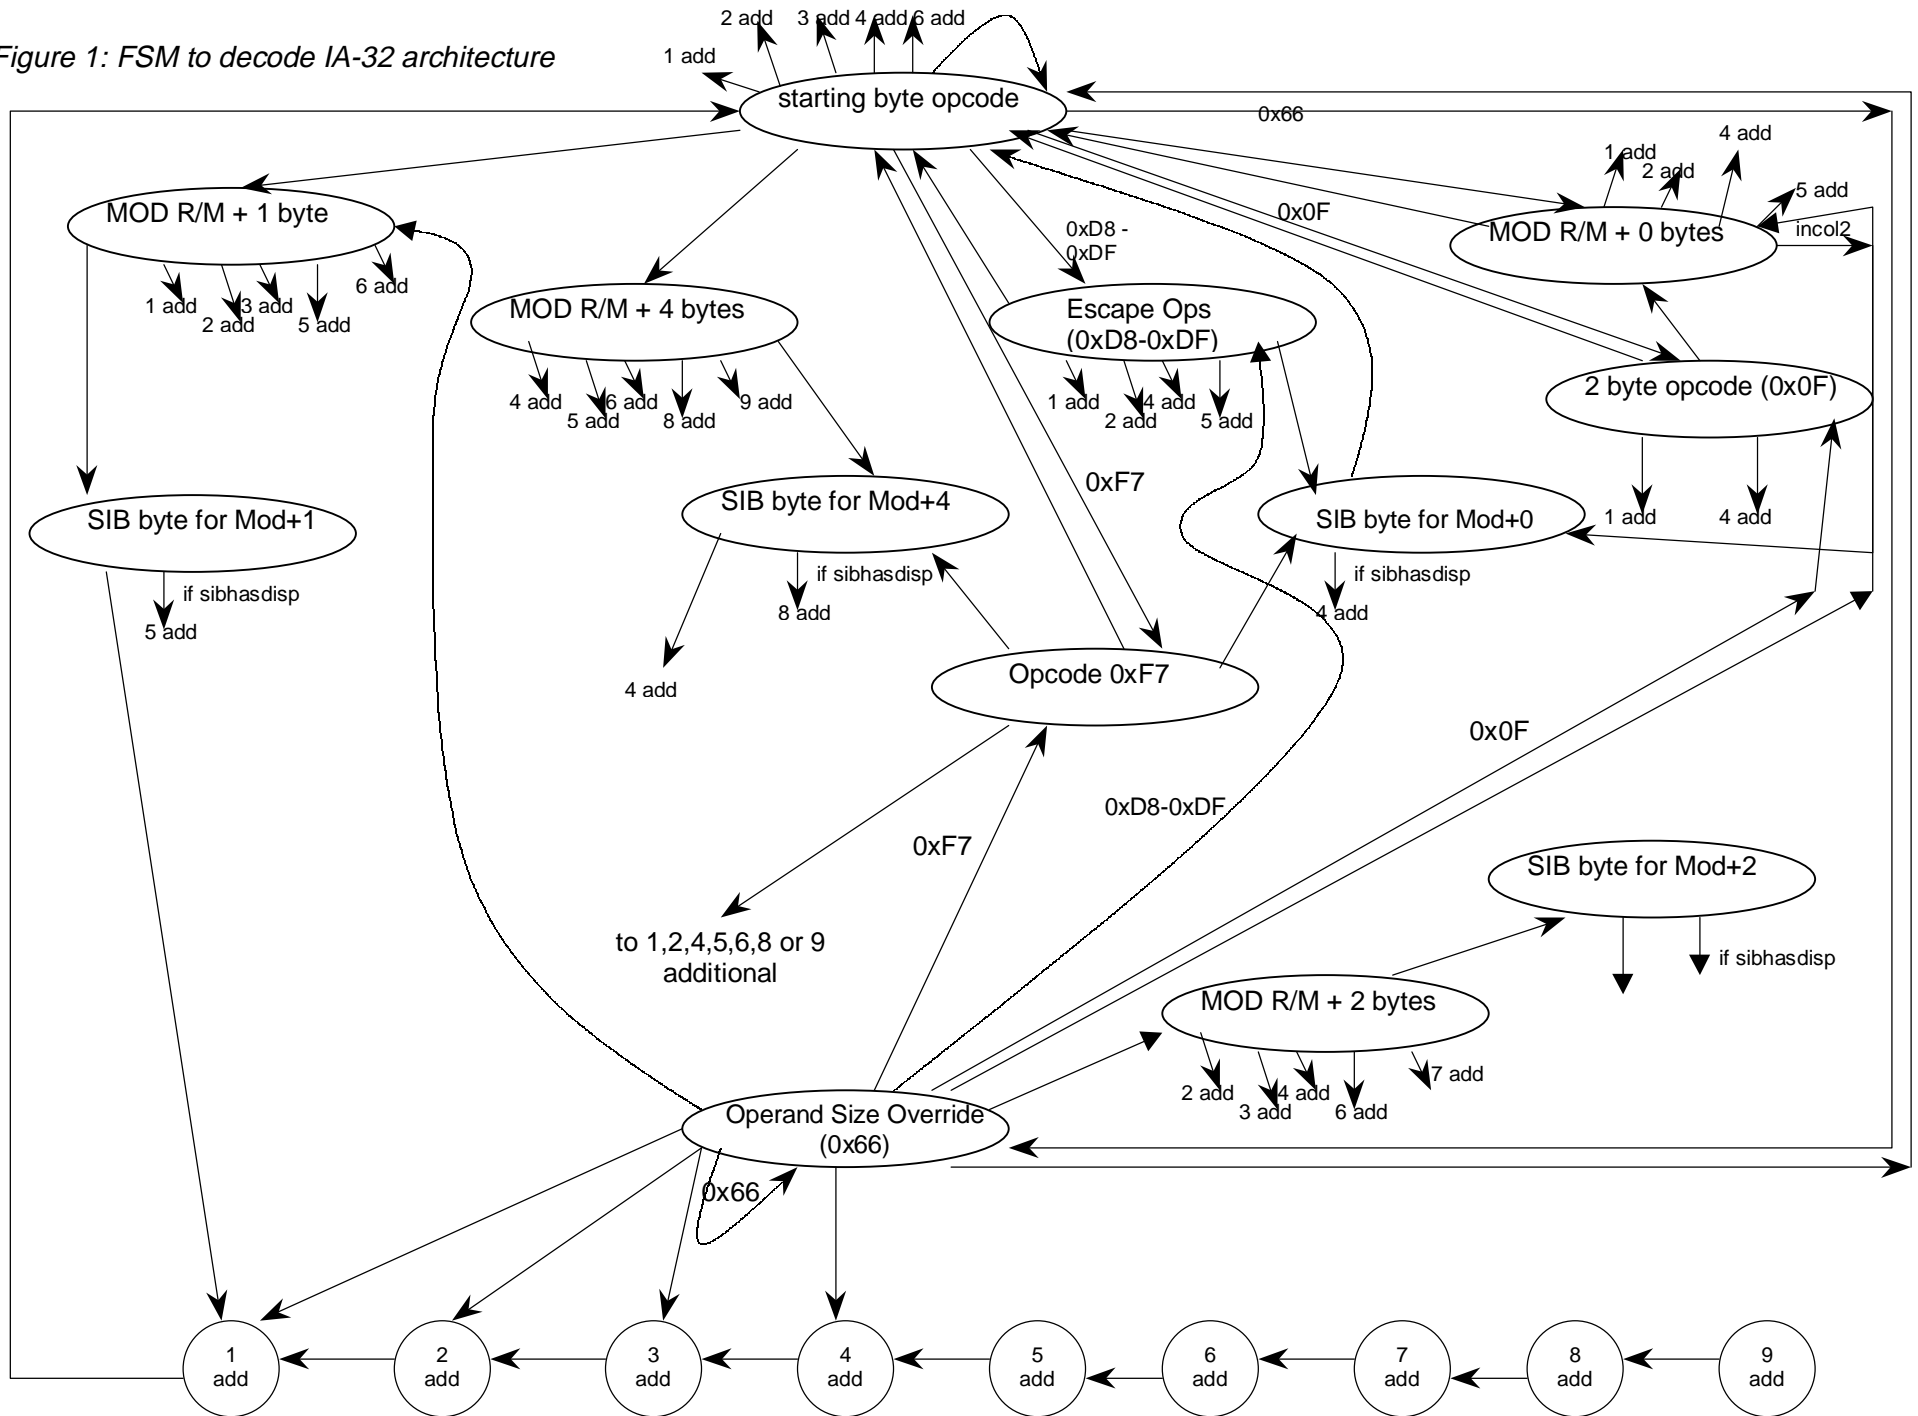 2 add 3 add 4 add 6 add
Figure 1: FSM to decode IA-32 architecture
1 add
starting byte opcode
0x66
4 add
1 add
2 add
5 add
MOD R/M + 1 byte
0x0F
incol2
MOD R/M + 0 bytes
0xD8 -
0xDF
6 add
1 add
3 add
2 add
5 add
MOD R/M + 4 bytes
Escape Ops
(0xD8-0xDF)
2 byte opcode (0x0F)
4 add
6 add
9 add
5 add
8 add
1 add
4 add
2 add
5 add
0xF7
SIB byte for Mod+1
SIB byte for Mod+4
SIB byte for Mod+0
1 add
4 add
if sibhasdisp
5 add
if sibhasdisp
8 add
if sibhasdisp
4 add
4 add
Opcode 0xF7
0x0F
0xD8-0xDF
0xF7
SIB byte for Mod+2
to 1,2,4,5,6,8 or 9
additional
if sibhasdisp
MOD R/M + 2 bytes
2 add
4 add
7 add
3 add
6 add
Operand Size Override
(0x66)
0x66
1
add
2
add
3
add
4
add
5
add
6
add
7
add
8
add
9
add